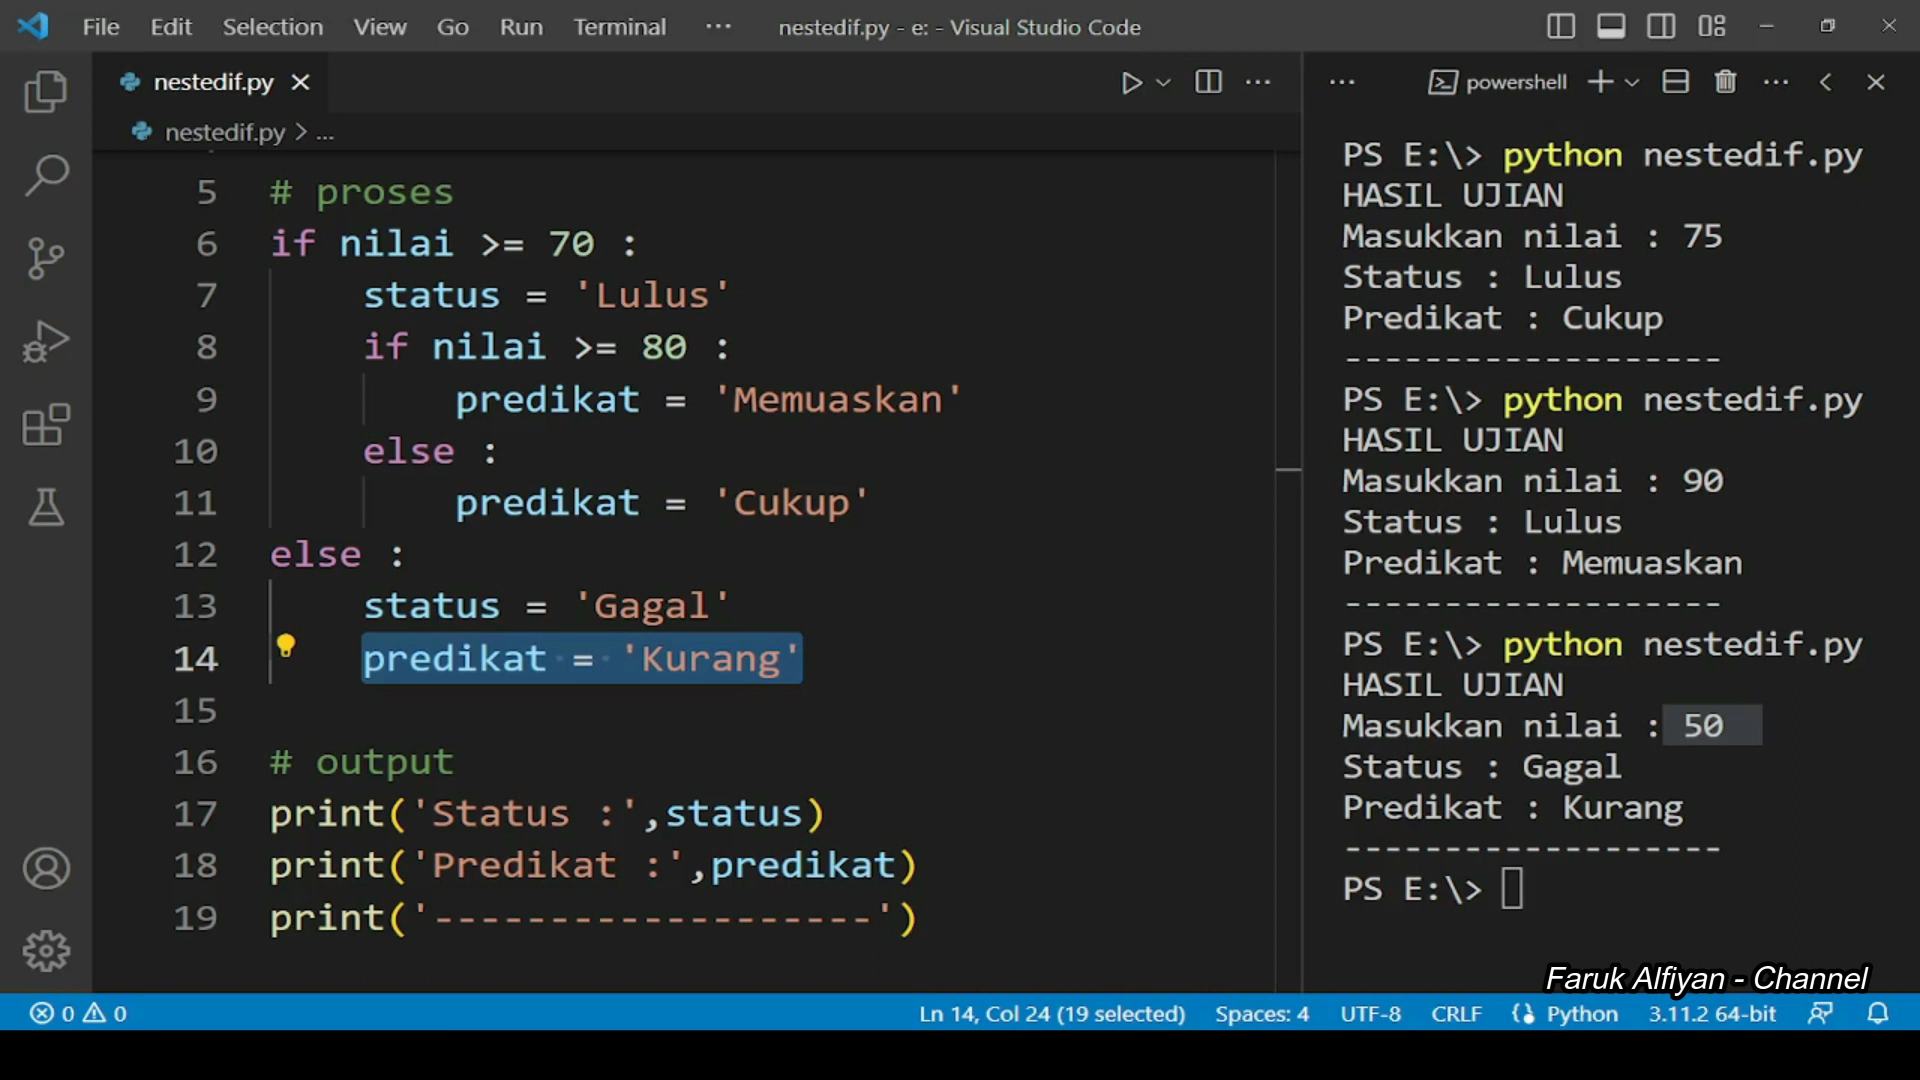 File Edit Selection View Go Run Terminal ··· nestedif.py - e: - Visual Studio Code
nestedif.py
nestedif.py > ...
5 # proses
6 if nilai >= 70 :
7 status = 'Lulus'
8 if nilai >= 80 :
9 predikat = 'Memuaskan'
10 else :
11 predikat = 'Cukup'
12 else :
13 status = 'Gagal'
14 predikat = 'Kurang'
15
16 # output
17 print('Status :',status)
18 print('Predikat :',predikat)
19 print('-------------------')
powershell
PS E:\> python nestedif.py
HASIL UJIAN
Masukkan nilai : 75
Status : Lulus
Predikat : Cukup
-------------------
PS E:\> python nestedif.py
HASIL UJIAN
Masukkan nilai : 90
Status : Lulus
Predikat : Memuaskan
-------------------
PS E:\> python nestedif.py
HASIL UJIAN
Masukkan nilai : 50
Status : Gagal
Predikat : Kurang
-------------------
PS E:\>
Faruk Alfiyan - Channel
0 0 Ln 14, Col 24 (19 selected) Spaces: 4 UTF-8 CRLF Python 3.11.2 64-bit